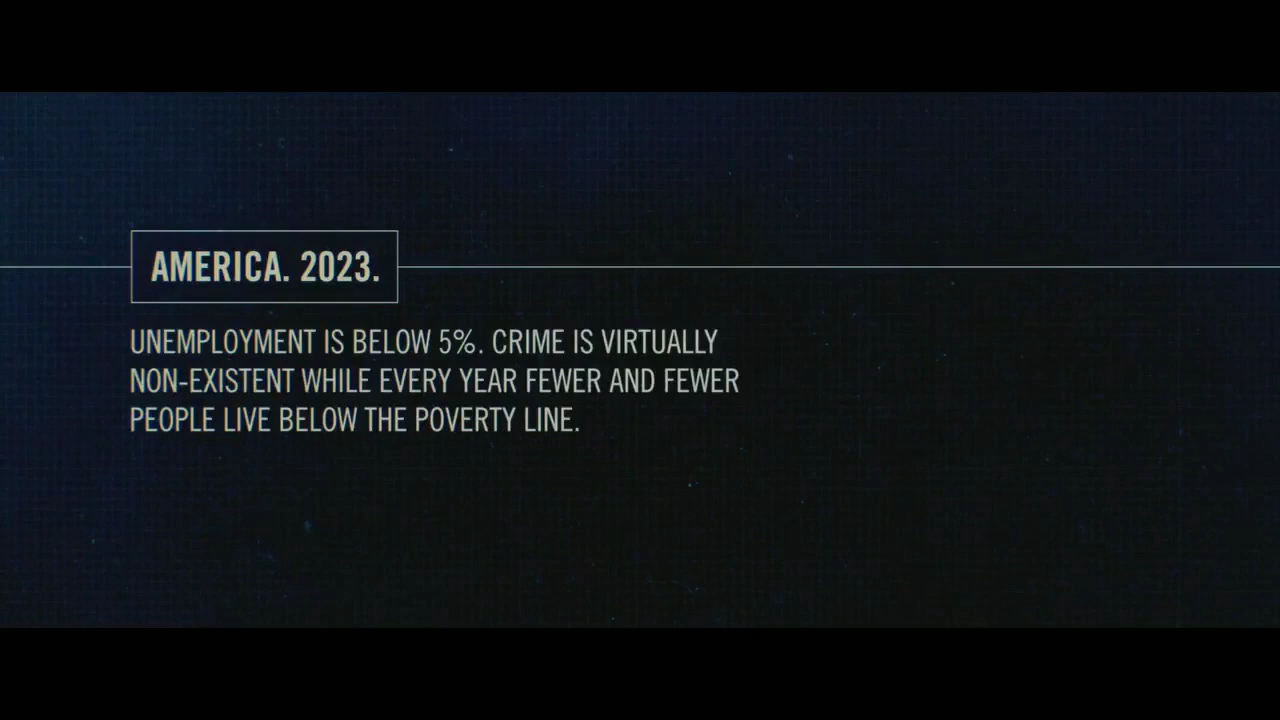 AMERICA. 2023.
UNEMPLOYMENT IS BELOW 5%. CRIME IS VIRTUALLY
NON-EXISTENT WHILE EVERY YEAR FEWER AND FEWER
PEOPLE LIVE BELOW THE POVERTY LINE.